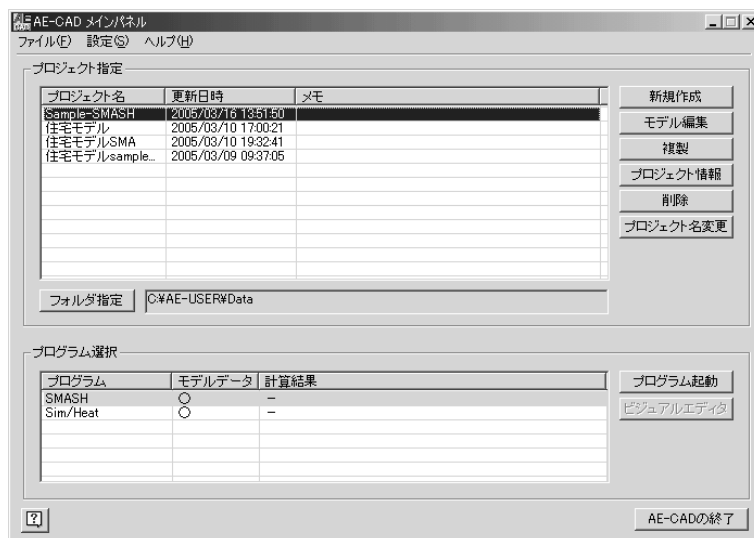 AE-CAD メインパネル
ファイル(F) 設定(S) ヘルプ(H)
プロジェクト指定
プロジェクト名 更新日時 メモ
Sample-SMASH 2005/03/16 13:51:50
住宅モデル 2005/03/10 17:00:21
住宅モデルSMA 2005/03/10 19:32:41
住宅モデルsample... 2005/03/09 09:37:05
新規作成
モデル編集
複製
プロジェクト情報
削除
プロジェクト名変更
フォルダ指定 C:¥AE-USER¥Data
プログラム選択
プログラム モデルデータ 計算結果
SMASH ○ −
Sim/Heat ○ −
プログラム起動
ビジュアルエディタ
AE-CADの終了